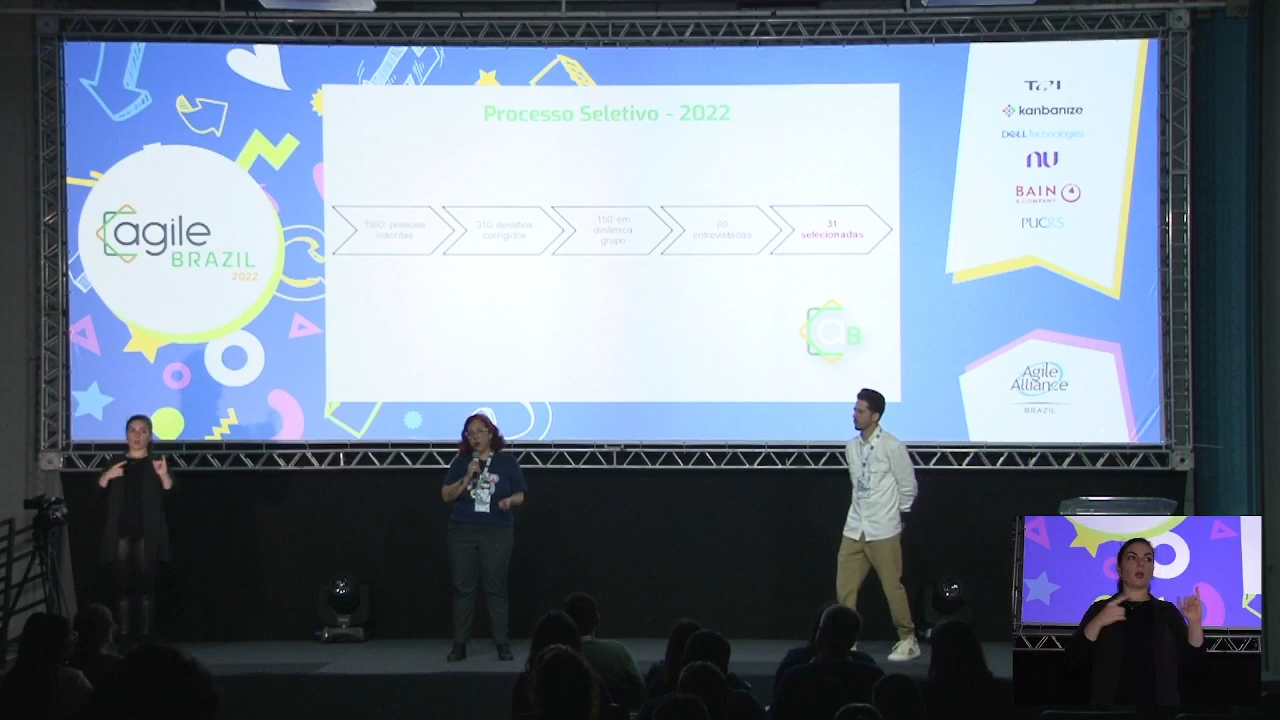 Processo Seletivo - 2022
pessoas
inscritas
310 desafios
corrigidos
150 em
dinâmica
grupo
80
entrevistadas
31
selecionadas
agile
BRAZIL
2022
aB
kanbanize
DELL Technologies
nu
BAIN
& COMPANY
PUCRS
Agile
Alliance
BRAZIL